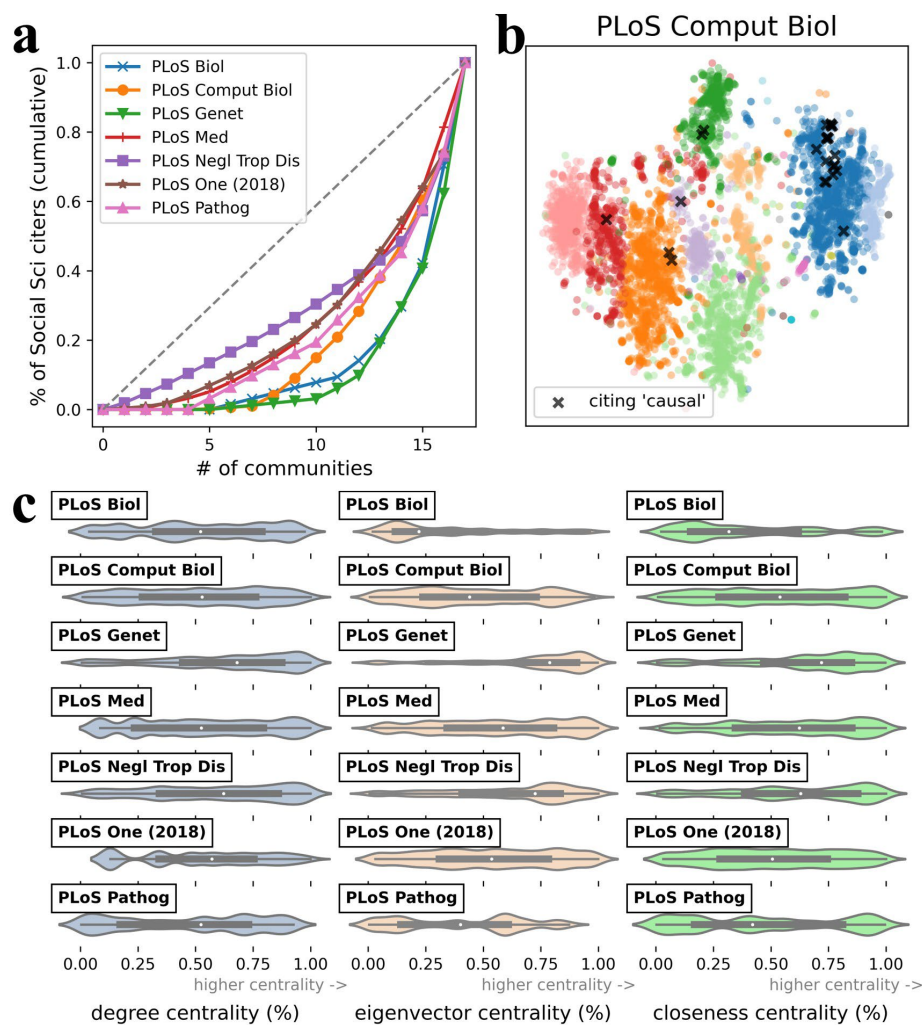 a
% of Social Sci citers (cumulative)
1.0
0.8
0.6
0.4
0.2
0.0
PLoS Biol
PLoS Comput Biol
PLoS Genet
PLoS Med
PLoS Negl Trop Dis
PLoS One (2018)
PLoS Pathog
0 5 10 15
# of communities
b
PLoS Comput Biol
citing 'causal'
c
PLoS Biol PLoS Biol PLoS Biol
PLoS Comput Biol PLoS Comput Biol PLoS Comput Biol
PLoS Genet PLoS Genet PLoS Genet
PLoS Med PLoS Med PLoS Med
PLoS Negl Trop Dis PLoS Negl Trop Dis PLoS Negl Trop Dis
PLoS One (2018) PLoS One (2018) PLoS One (2018)
PLoS Pathog PLoS Pathog PLoS Pathog
0.00 0.25 0.50 0.75 1.00 0.00 0.25 0.50 0.75 1.00 0.00 0.25 0.50 0.75 1.00
higher centrality -> higher centrality -> higher centrality ->
degree centrality (%) eigenvector centrality (%) closeness centrality (%)